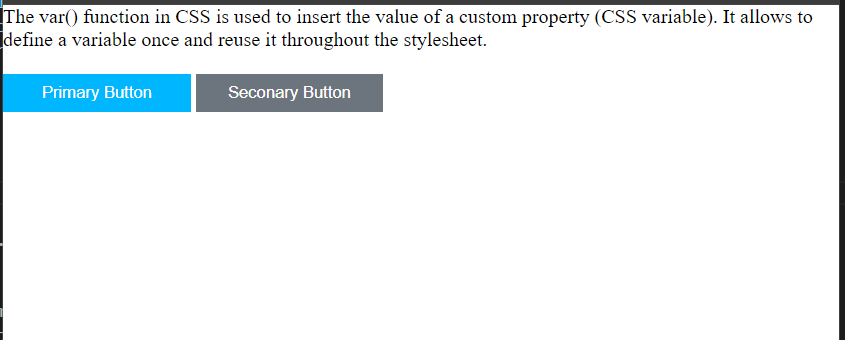 The var() function in CSS is used to insert the value of a custom property (CSS variable). It allows to
define a variable once and reuse it throughout the stylesheet.
Primary Button Seconary Button